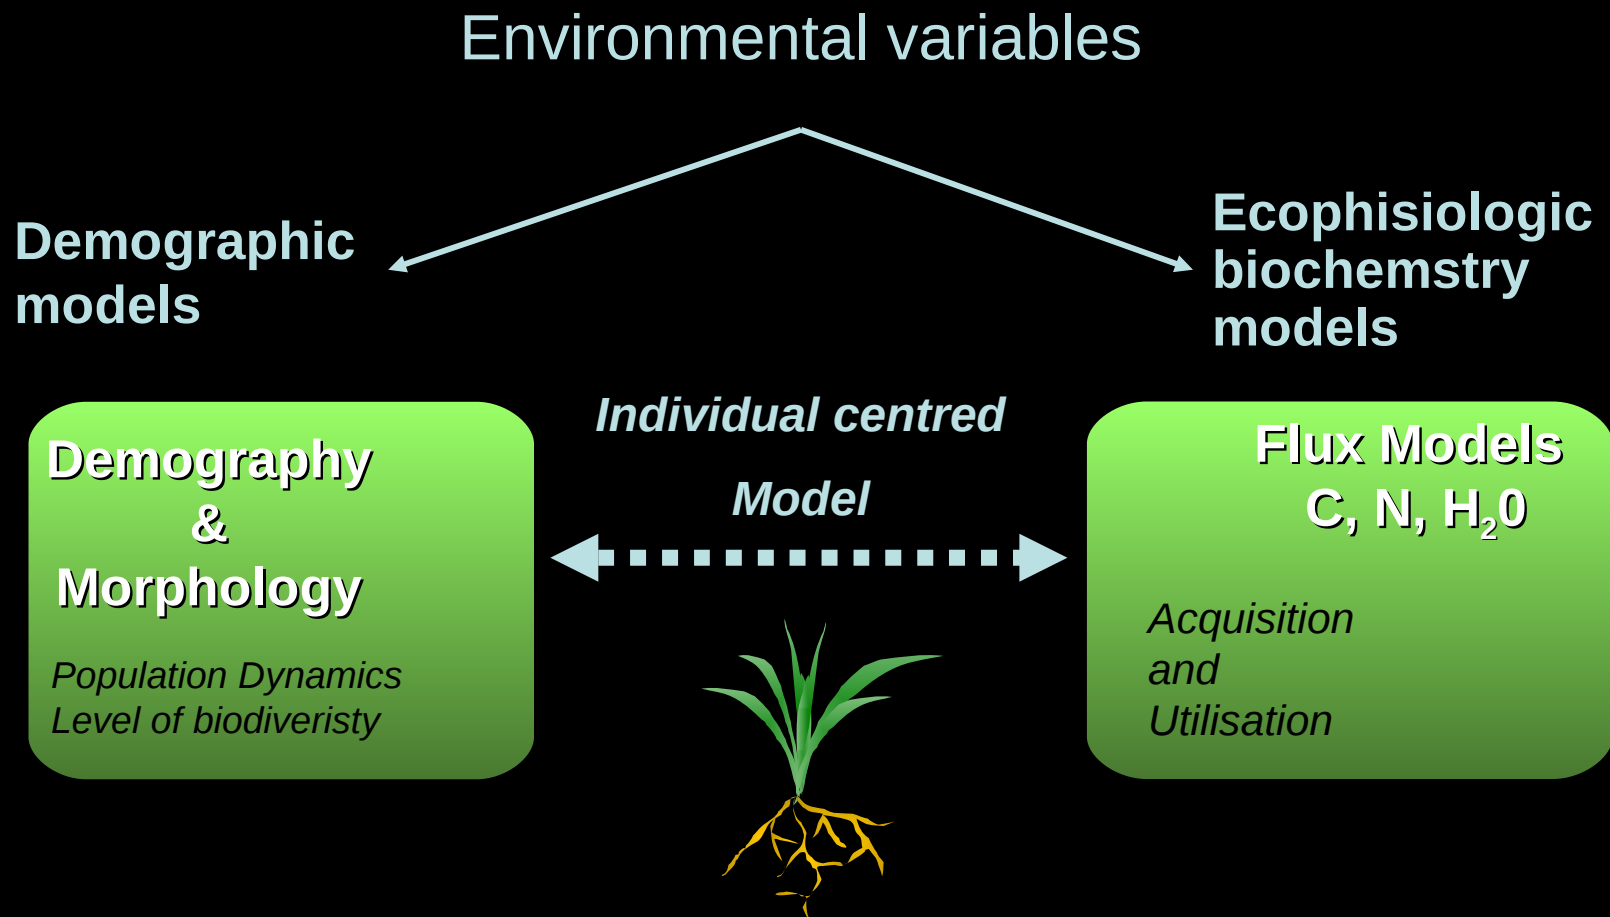 Environmental variables
Demographic
models
Ecophisiologic
biochemstry
models
Individual centred
Model
Demography
&
Morphology
Population Dynamics
Level of biodiveristy
Flux Models
C, N, H₂0
Acquisition
and
Utilisation